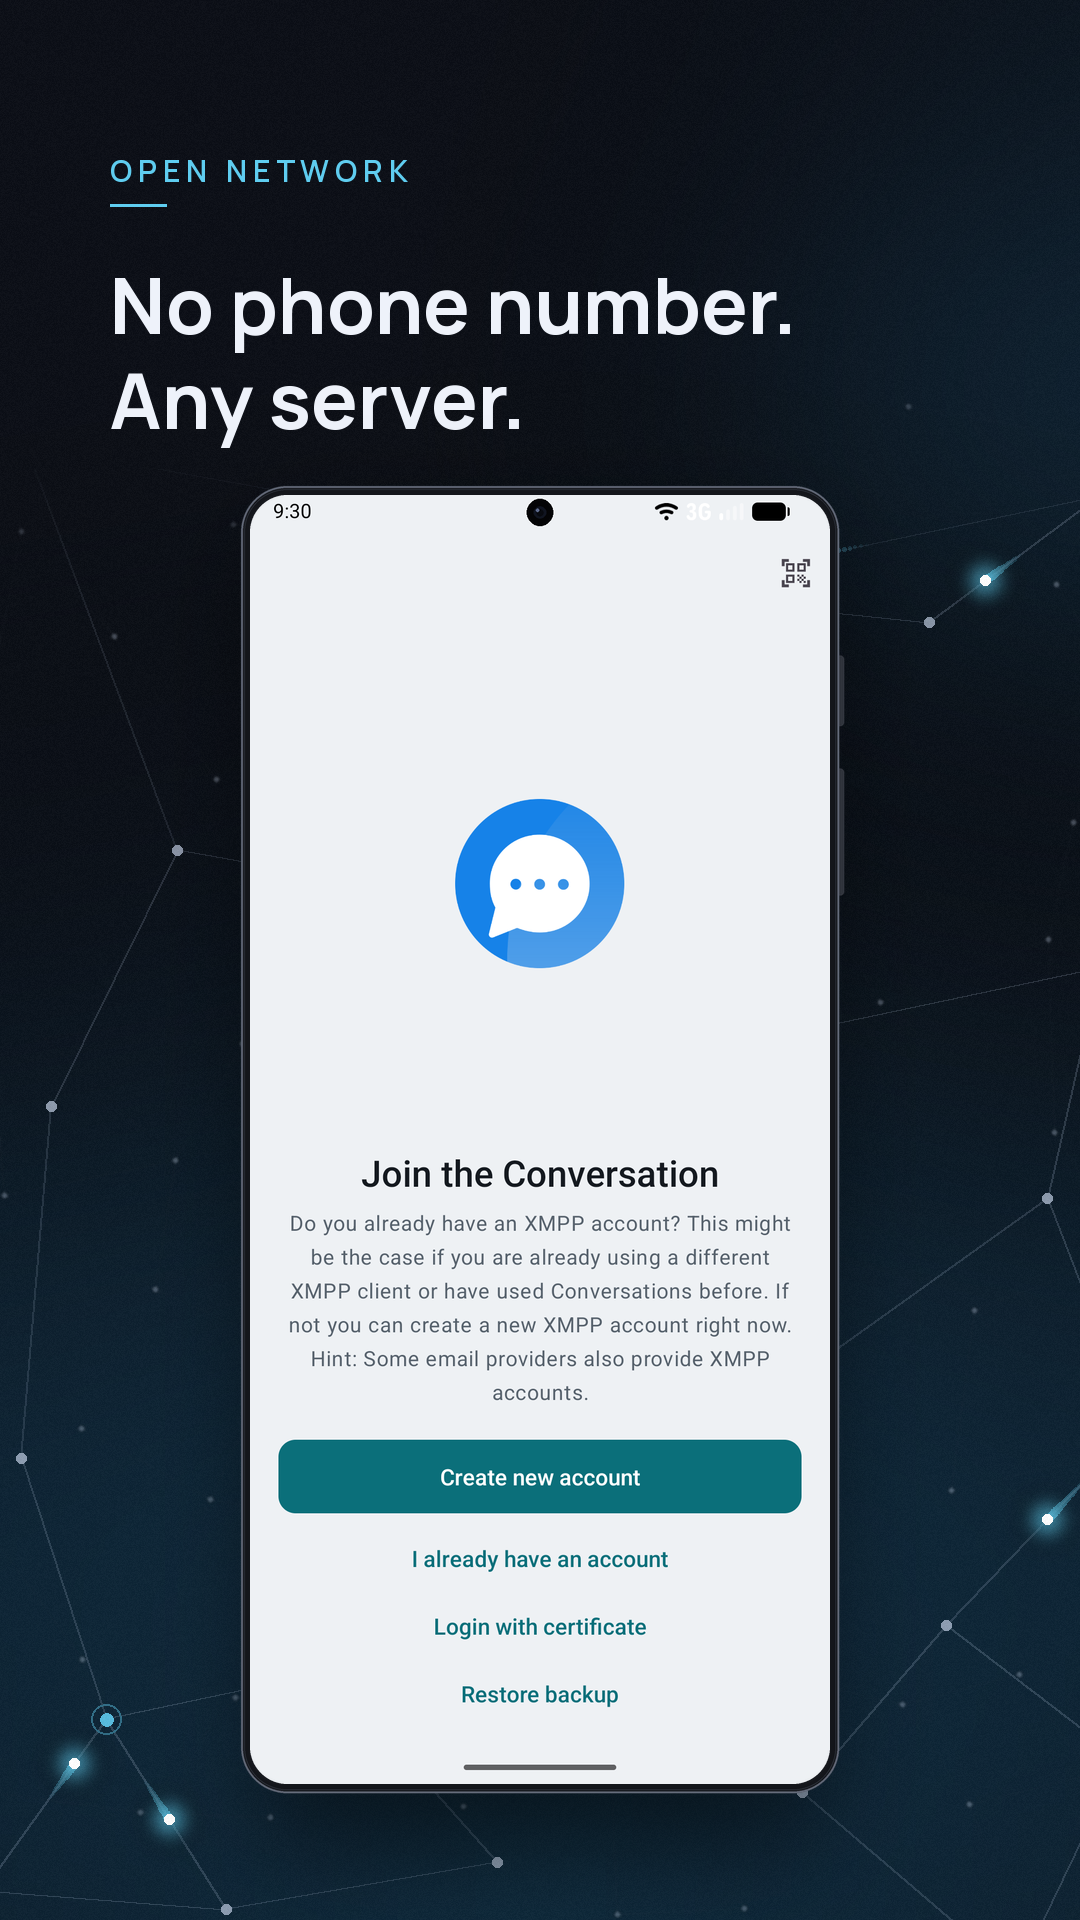 OPEN NETWORK
No phone number.
Any server.
9:30
3G
Join the Conversation
Do you already have an XMPP account? This might
be the case if you are already using a different
XMPP client or have used Conversations before. If
not you can create a new XMPP account right now.
Hint: Some email providers also provide XMPP
accounts.
Create new account
I already have an account
Login with certificate
Restore backup